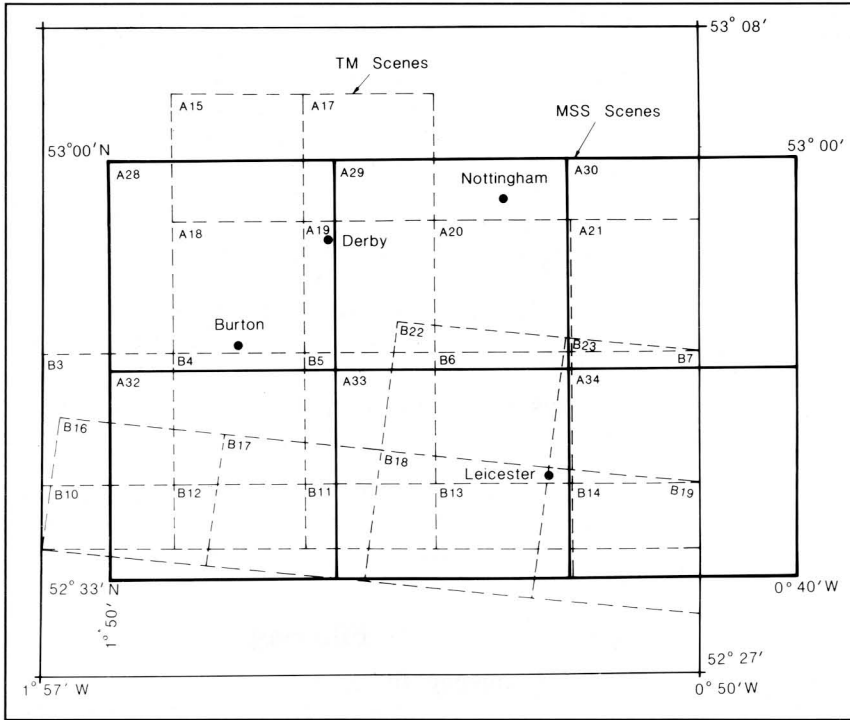 53° 08′
TM Scenes
A15
A17
MSS Scenes
53°00′N
53° 00′
A28
A29
A30
Nottingham
A18
A19
Derby
A20
A21
Burton
B22
B23
B3
B4
B5
B6
B7
A32
A33
A34
B16
B17
B18
Leicester
B10
B12
B11
B13
B14
B19
52° 33′ N
1° 50′
0° 40′W
52° 27′
1° 57′ W
0° 50′W